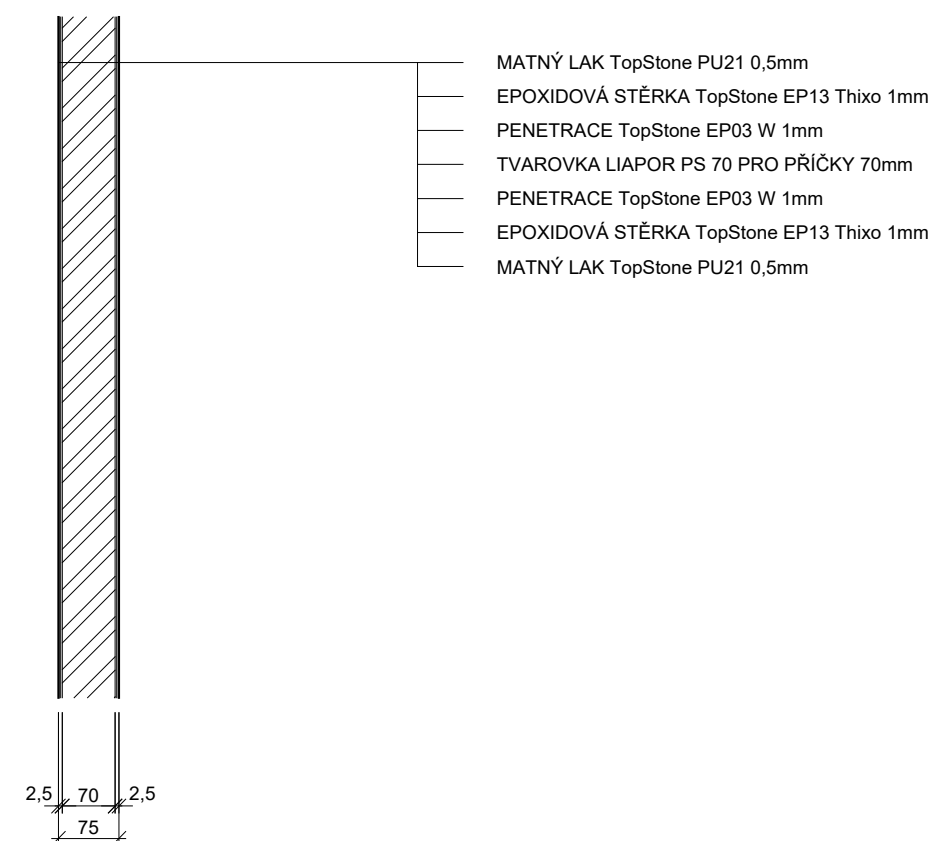 MATNÝ LAK TopStone PU21 0,5mm
EPOXIDOVÁ STĚRKA TopStone EP13 Thixo 1mm
PENETRACE TopStone EP03 W 1mm
TVAROVKA LIAPOR PS 70 PRO PŘÍČKY 70mm
PENETRACE TopStone EP03 W 1mm
EPOXIDOVÁ STĚRKA TopStone EP13 Thixo 1mm
MATNÝ LAK TopStone PU21 0,5mm
2,5 70 2,5
75